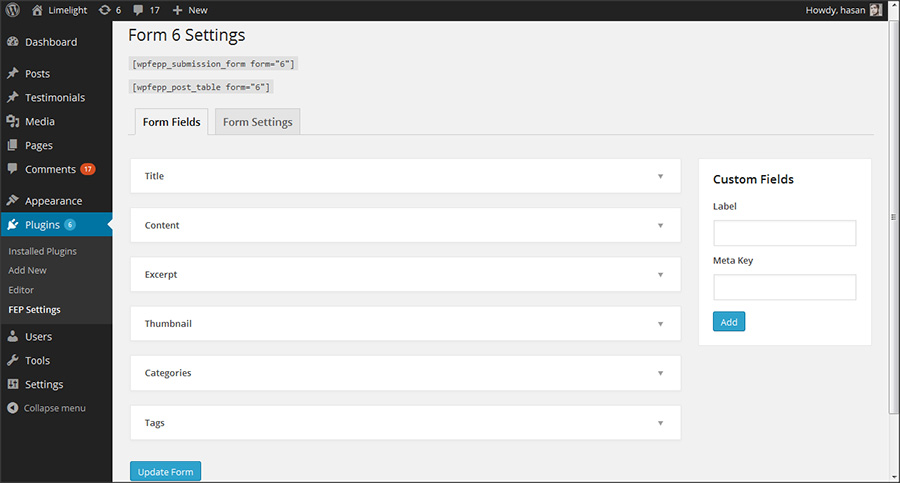 Limelight 6 17 New Howdy, hasan
Dashboard
Posts
Testimonials
Media
Pages
Comments 17
Appearance
Plugins 6
Installed Plugins
Add New
Editor
FEP Settings
Users
Tools
Settings
Collapse menu
Form 6 Settings
[wpfepp_submission_form form="6"]
[wpfepp_post_table form="6"]
Form Fields Form Settings
Title
Content
Excerpt
Thumbnail
Categories
Tags
Update Form
Custom Fields
Label
Meta Key
Add